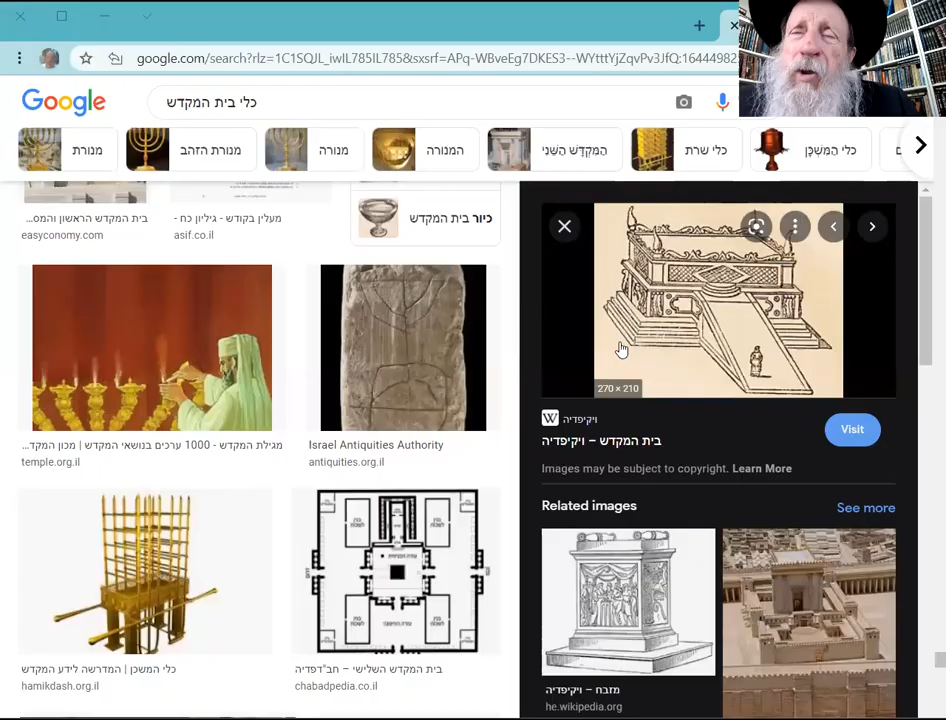 google.com/search?rlz=1C1SQJL_iwIL785IL785&sxsrf=APq-WBveEg7DKES3--WYtttYjZqvPv3JfQ:16444982
Google
כלי בית המקדש
מנורת
מנורת הזהב
מנורה
המנורה
המקדש השני
כלי שרת
כלי המשכן
בית המקדש הראשון והמס...
easyconomy.com
מעלין בקודש - גיליון כח -
asif.co.il
כיור בית המקדש
מגילת המקדש - 1000 ערכים בנושאי המקדש | מכון המקד...
temple.org.il
Israel Antiquities Authority
antiquities.org.il
כלי המשכן | המדרשה לידע המקדש
hamikdash.org.il
בית המקדש השלישי – חב"דפדיה
chabadpedia.co.il
270 × 210
W ויקיפדיה
בית המקדש – ויקיפדיה
Visit
Images may be subject to copyright. Learn More
Related images
See more
מזבח – ויקיפדיה
he.wikipedia.org